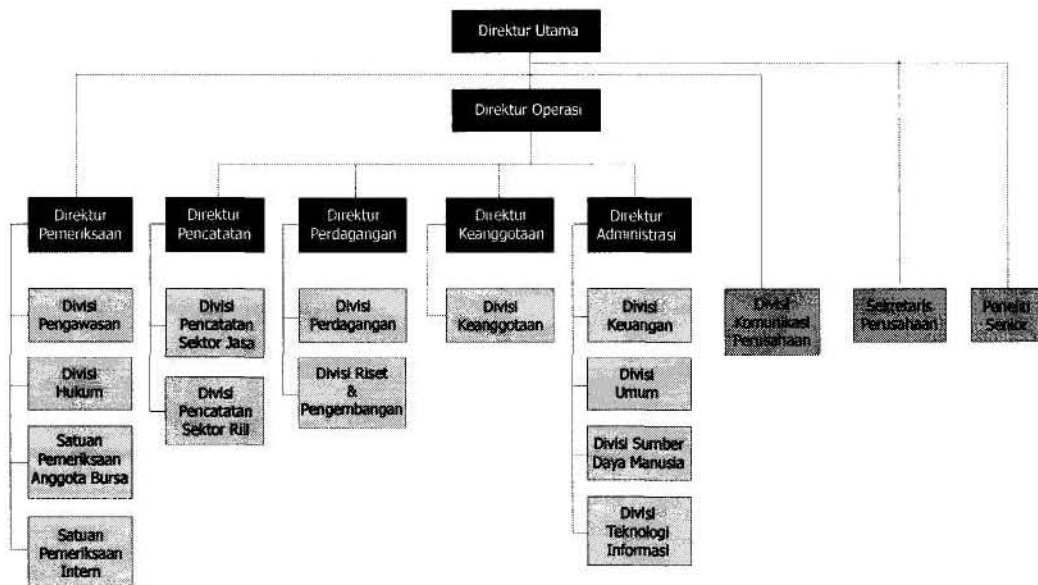 Direktur Utama
Direktur Operasi
Direktur
Pemeriksaan
Direktur
Pencatatan
Direktur
Perdagangan
Direktur
Keanggotaan
Direktur
Administrasi
Divisi
Pengawasan
Divisi
Hukum
Satuan
Pemeriksaan
Anggota Bursa
Satuan
Pemeriksaan
Intern
Divisi
Pencatatan
Sektor Jasa
Divisi
Pencatatan
Sektor Riil
Divisi
Perdagangan
Divisi Riset
&
Pengembangan
Divisi
Keanggotaan
Divisi
Keuangan
Divisi
Umum
Divisi Sumber
Daya Manusia
Divisi
Teknologi
Informasi
Divisi
Komunikasi
Perusahaan
Sekretaris
Perusahaan
Peneliti
Senior